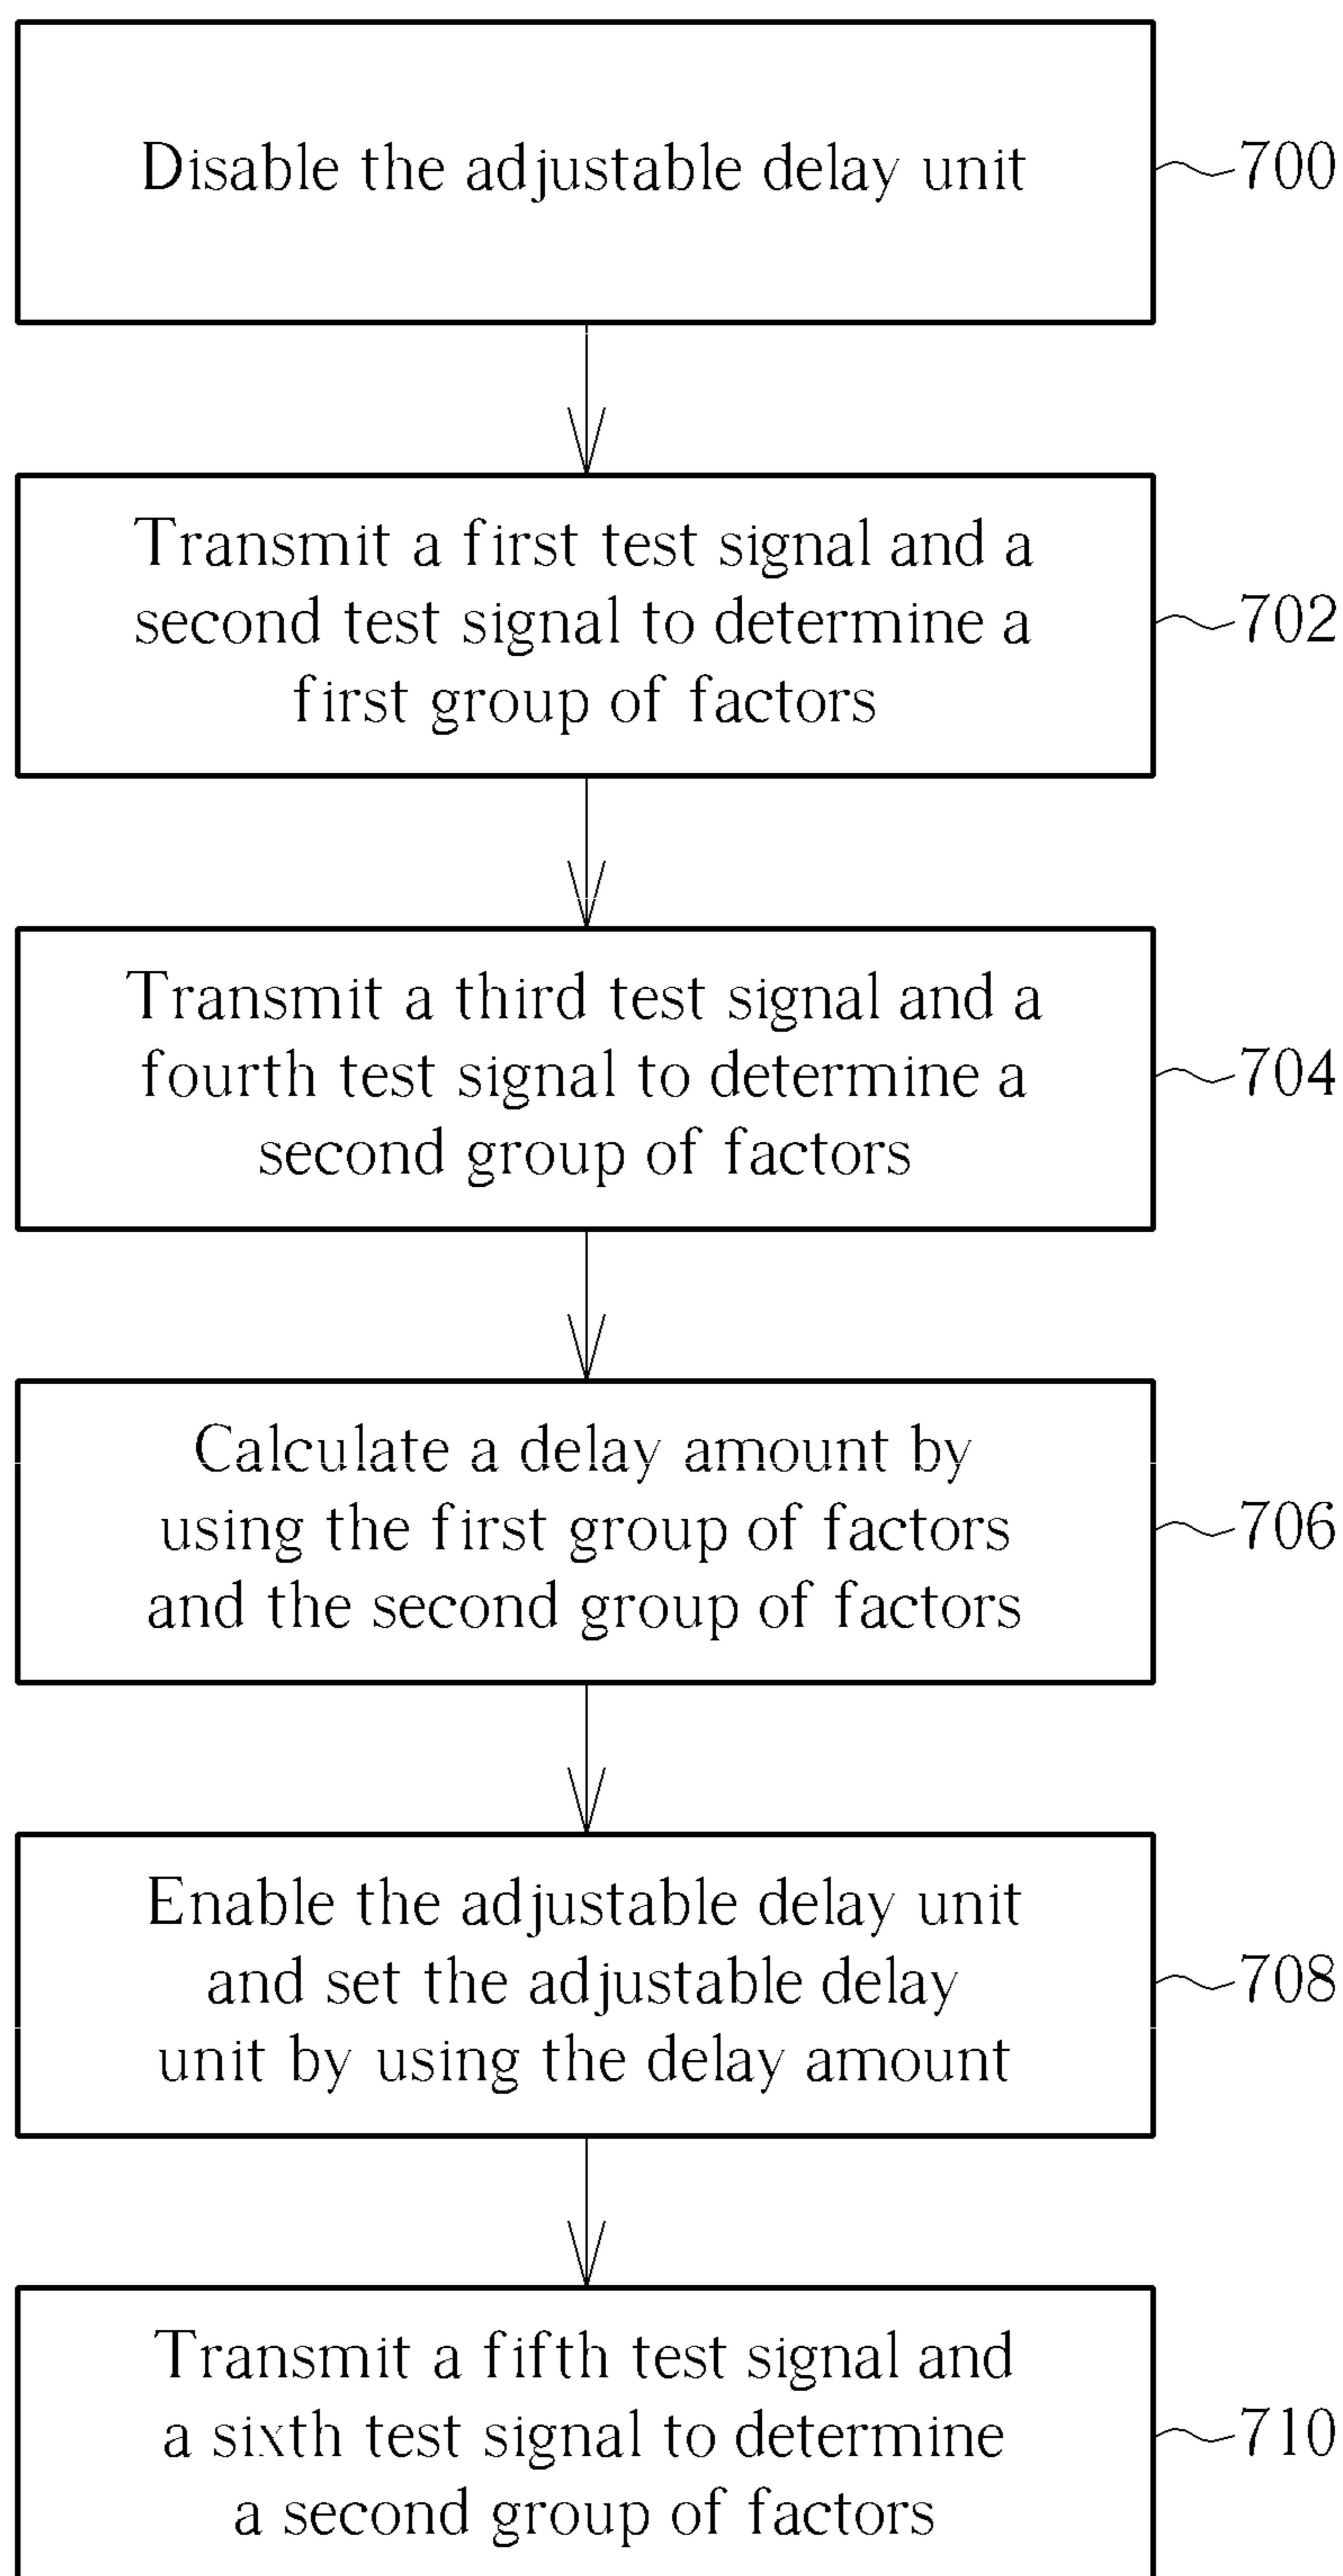 Disable the adjustable delay unit
700
Transmit a first test signal and a
second test signal to determine a
first group of factors
702
Transmit a third test signal and a
fourth test signal to determine a
second group of factors
704
Calculate a delay amount by
using the first group of factors
and the second group of factors
706
Enable the adjustable delay unit
and set the adjustable delay
unit by using the delay amount
708
Transmit a fifth test signal and
a sixth test signal to determine
a second group of factors
710